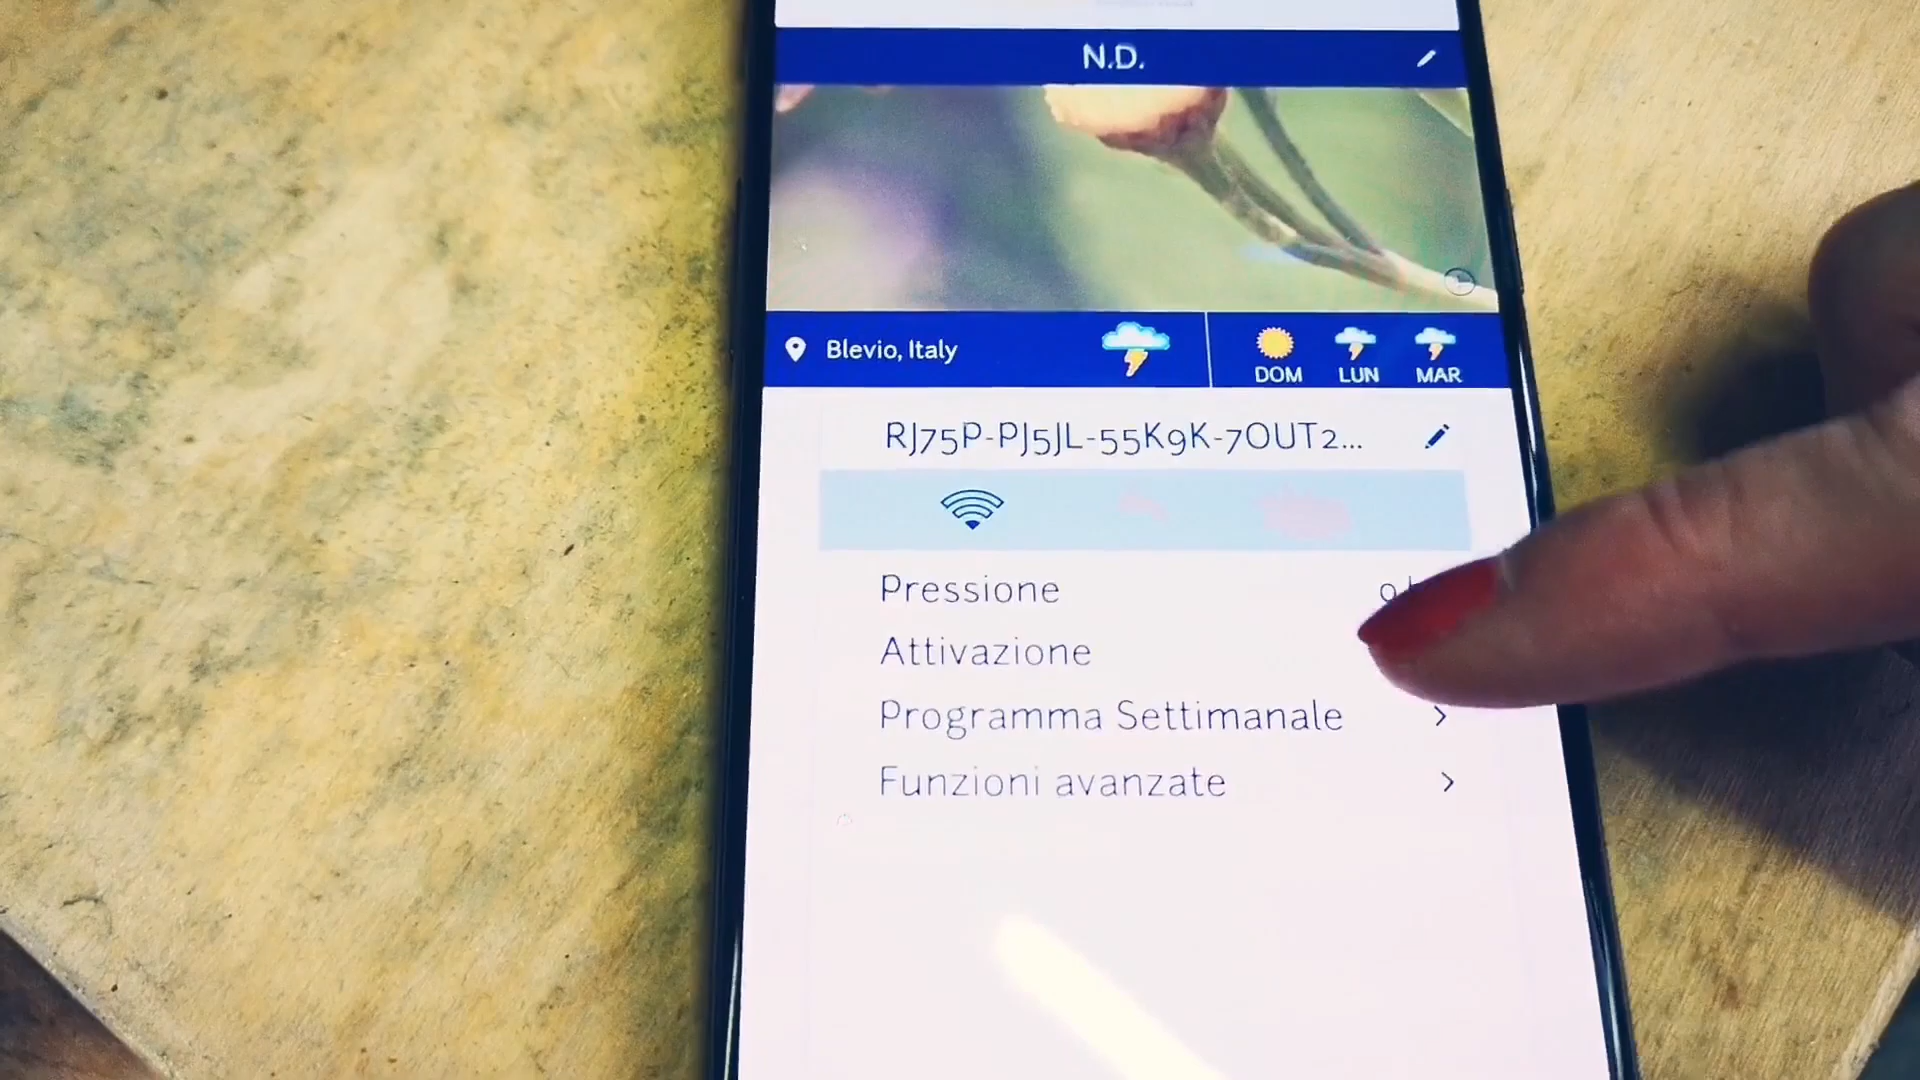 N.D.
Blevio, Italy
DOM LUN MAR
RJ75P-PJ5JL-55K9K-7OUT2...
Pressione
Attivazione
Programma Settimanale
Funzioni avanzate